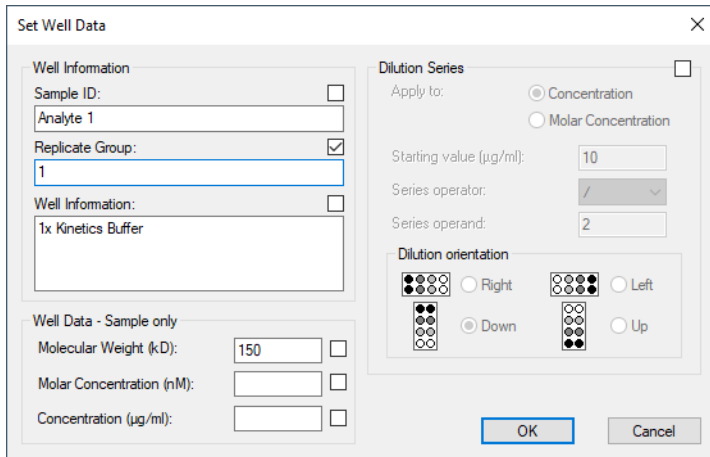 Set Well Data
Well Information
Sample ID:
Analyte 1
Replicate Group:
1
Well Information:
1x Kinetics Buffer
Well Data - Sample only
Molecular Weight (kD):
150
Molar Concentration (nM):
Concentration (µg/ml):
Dilution Series
Apply to:
Concentration
Molar Concentration
Starting value (µg/ml):
10
Series operator:
/
Series operand:
2
Dilution orientation
Right
Left
Down
Up
OK
Cancel